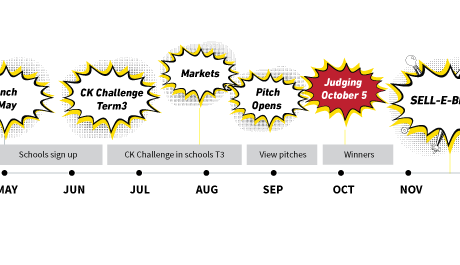 nch
May
CK Challenge
Term3
Markets
Pitch
Opens
Judging
October 5
SELL-E-B
Schools sign up
CK Challenge in schools T3
View pitches
Winners
MAY
JUN
JUL
AUG
SEP
OCT
NOV